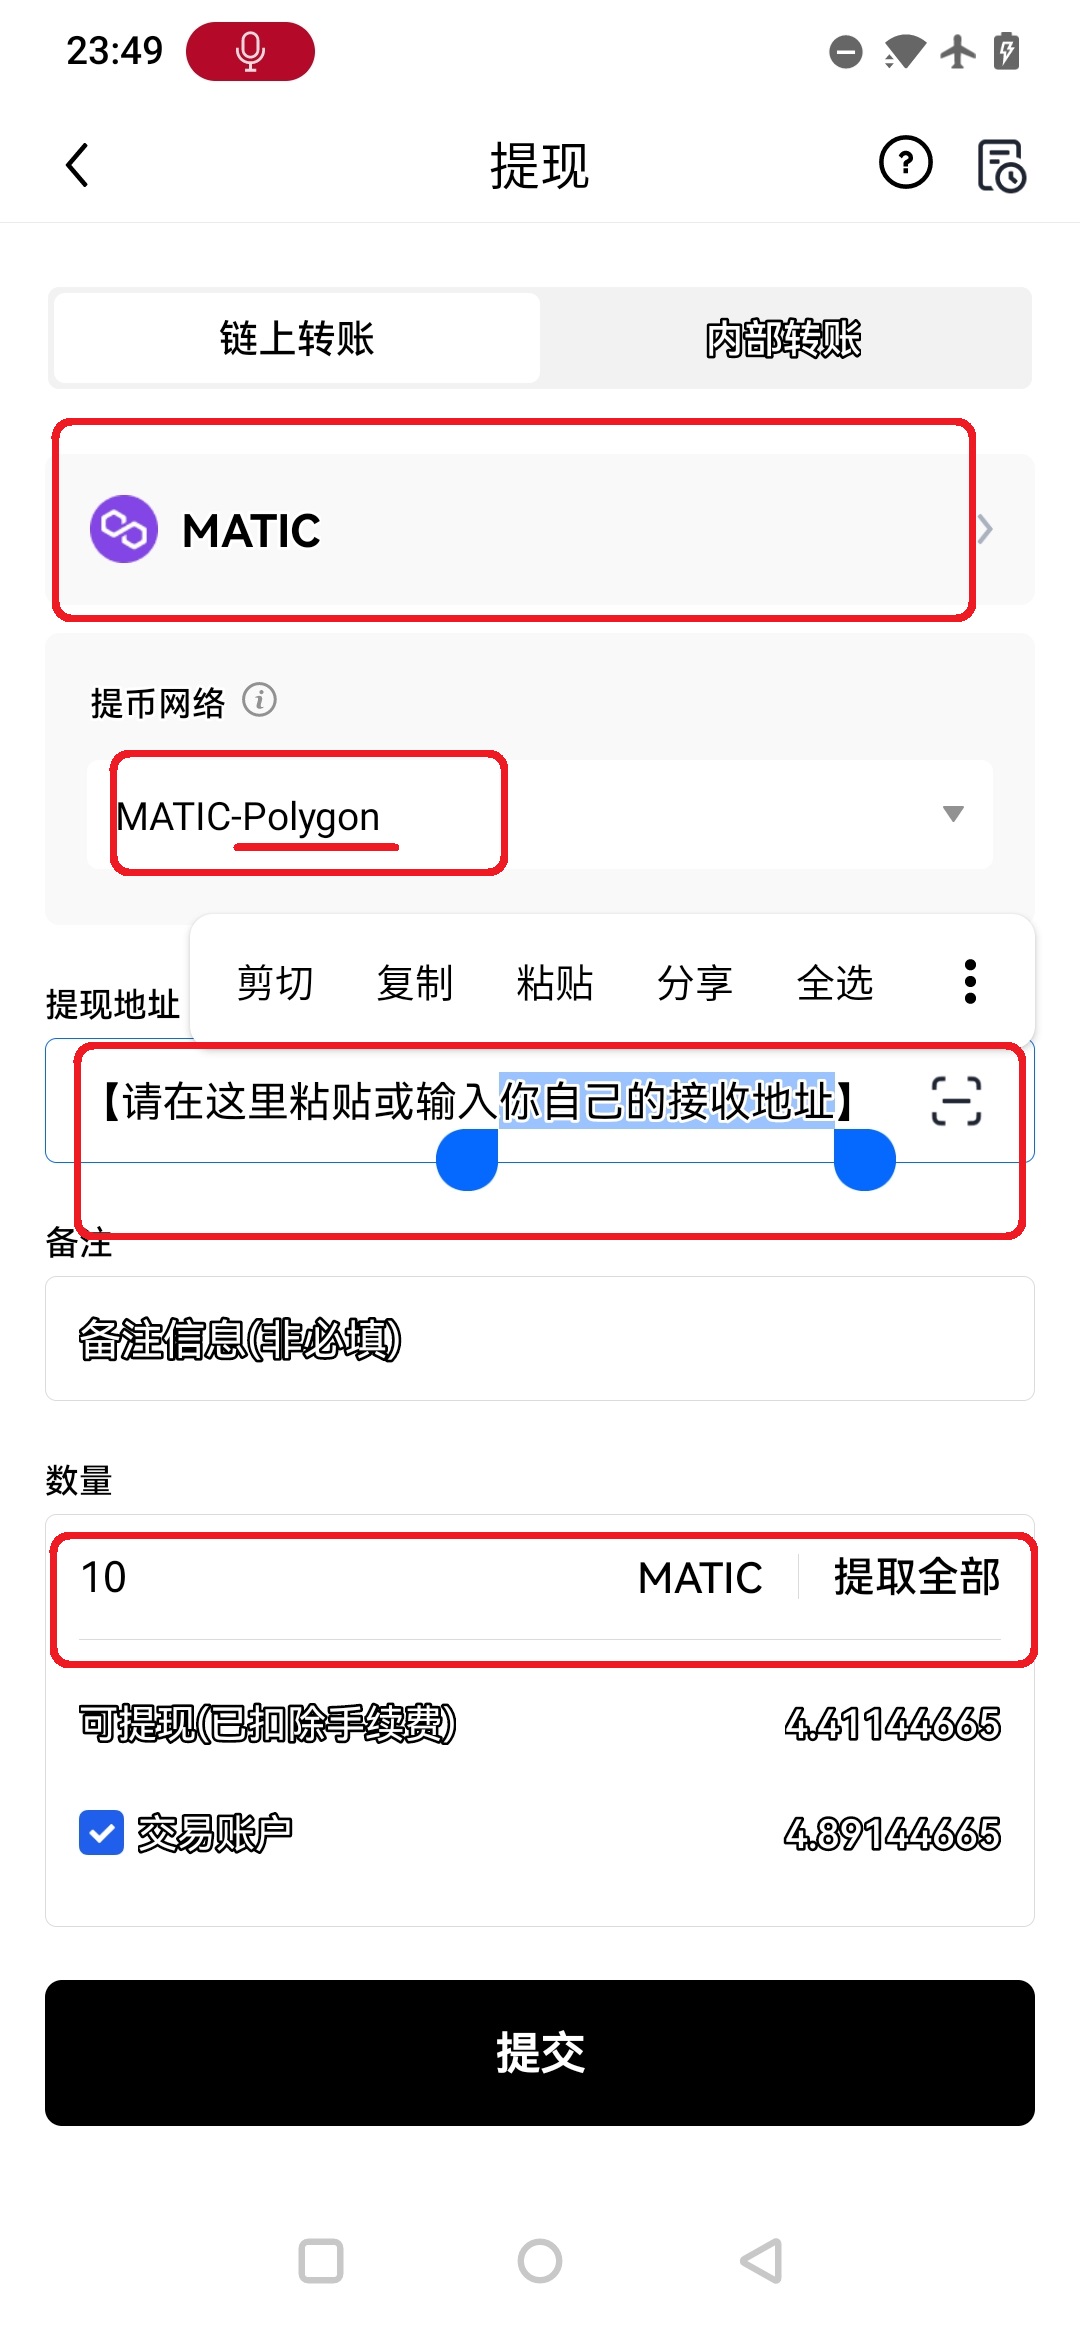 23:49
提现
链上转账
内部转账
MATIC
提币网络
MATIC-Polygon
剪切 复制 粘贴 分享 全选
提现地址
【请在这里粘贴或输入你自己的接收地址】
备注
备注信息(非必填)
数量
10 MATIC 提取全部
可提现(已扣除手续费) 4.41144665
交易账户 4.89144665
提交